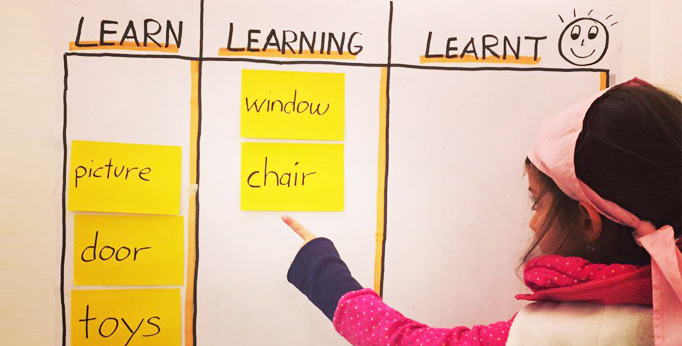 LEARN LEARNING LEARNT
window
chair
picture
door
toys